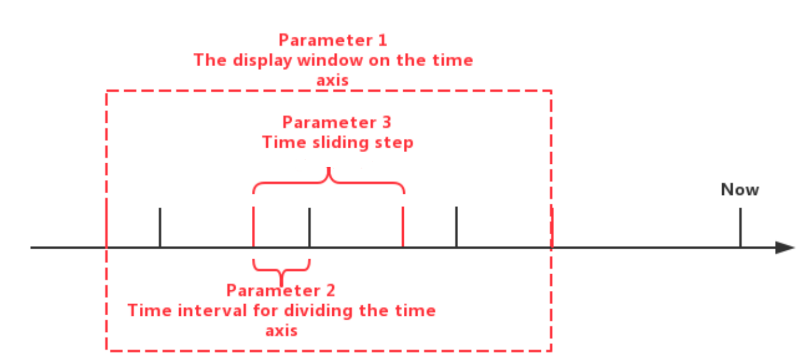 Parameter 1
The display window on the time
axis
Parameter 3
Time sliding step
Now
Parameter 2
Time interval for dividing the time
axis